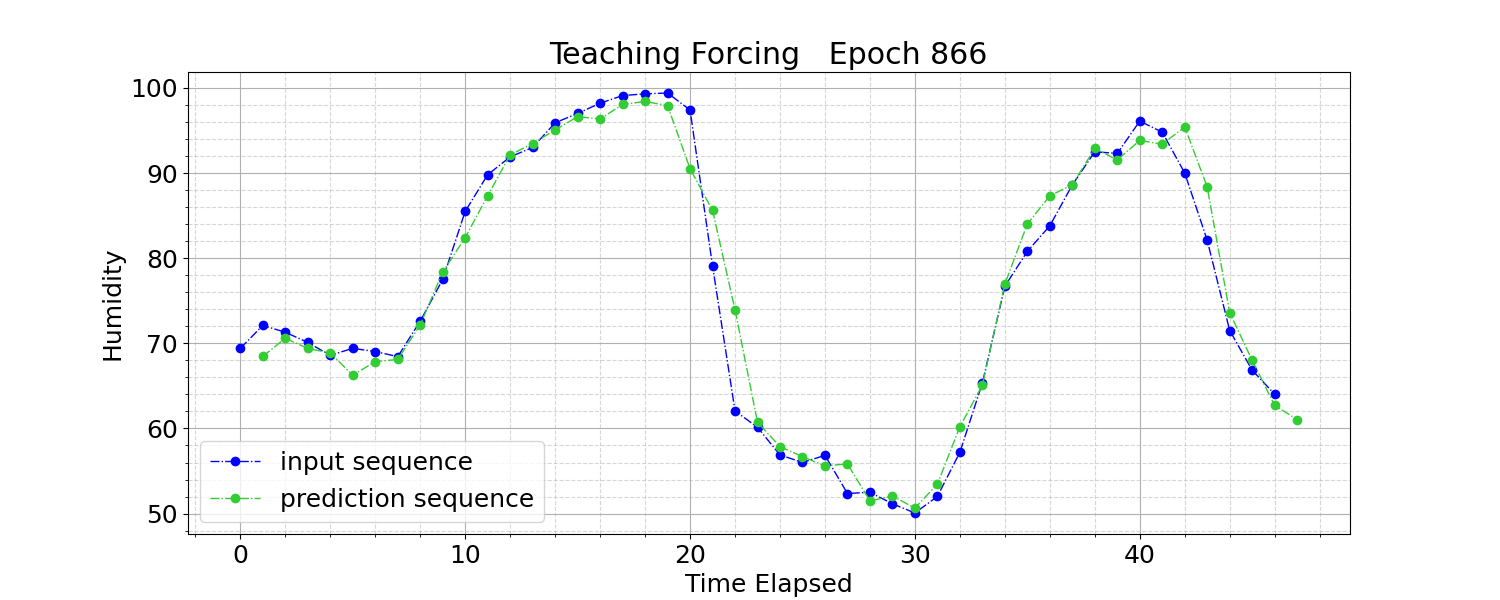 Teaching Forcing   Epoch 866
100
90
80
70
60
50
Humidity
input sequence
prediction sequence
0 10 20 30 40
Time Elapsed